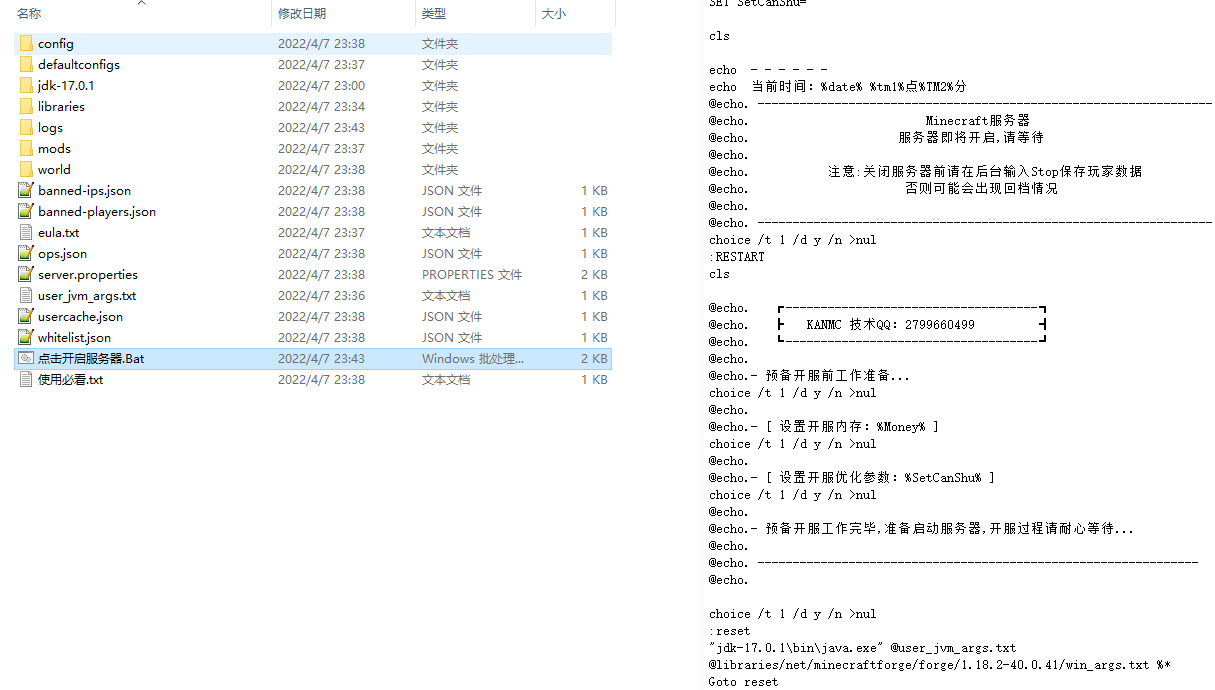 名称 修改日期 类型 大小
config 2022/4/7 23:38 文件夹
defaultconfigs 2022/4/7 23:37 文件夹
jdk-17.0.1 2022/4/7 23:00 文件夹
libraries 2022/4/7 23:34 文件夹
logs 2022/4/7 23:43 文件夹
mods 2022/4/7 23:37 文件夹
world 2022/4/7 23:38 文件夹
banned-ips.json 2022/4/7 23:38 JSON 文件 1 KB
banned-players.json 2022/4/7 23:38 JSON 文件 1 KB
eula.txt 2022/4/7 23:37 文本文档 1 KB
ops.json 2022/4/7 23:38 JSON 文件 1 KB
server.properties 2022/4/7 23:38 PROPERTIES 文件 2 KB
user_jvm_args.txt 2022/4/7 23:36 文本文档 1 KB
usercache.json 2022/4/7 23:38 JSON 文件 1 KB
whitelist.json 2022/4/7 23:38 JSON 文件 1 KB
点击开启服务器.Bat 2022/4/7 23:43 Windows 批处理... 2 KB
使用必看.txt 2022/4/7 23:38 文本文档 1 KB
SET SetCanShu=
cls
echo - - - - - -
echo 当前时间：%date% %tm1%点%TM2%分
@echo. ----------------------------------------------------------------
@echo. Minecraft服务器
@echo. 服务器即将开启,请等待
@echo.
@echo. 注意:关闭服务器前请在后台输入Stop保存玩家数据
@echo. 否则可能会出现回档情况
@echo.
@echo. ----------------------------------------------------------------
choice /t 1 /d y /n >nul
:RESTART
cls
@echo. ┏------------------------------------┓
@echo. ┠ KANMC 技术QQ：2799660499 ┨
@echo. ┗------------------------------------┛
@echo.
@echo.- 预备开服前工作准备...
choice /t 1 /d y /n >nul
@echo.
@echo.- [ 设置开服内存：%Money% ]
choice /t 1 /d y /n >nul
@echo.
@echo.- [ 设置开服优化参数：%SetCanShu% ]
choice /t 1 /d y /n >nul
@echo.
@echo.- 预备开服工作完毕,准备启动服务器,开服过程请耐心等待...
@echo.
@echo. ---------------------------------------------------------------
@echo.
choice /t 1 /d y /n >nul
:reset
"jdk-17.0.1\bin\java.exe" @user_jvm_args.txt
@libraries/net/minecraftforge/forge/1.18.2-40.0.41/win_args.txt %*
Goto reset